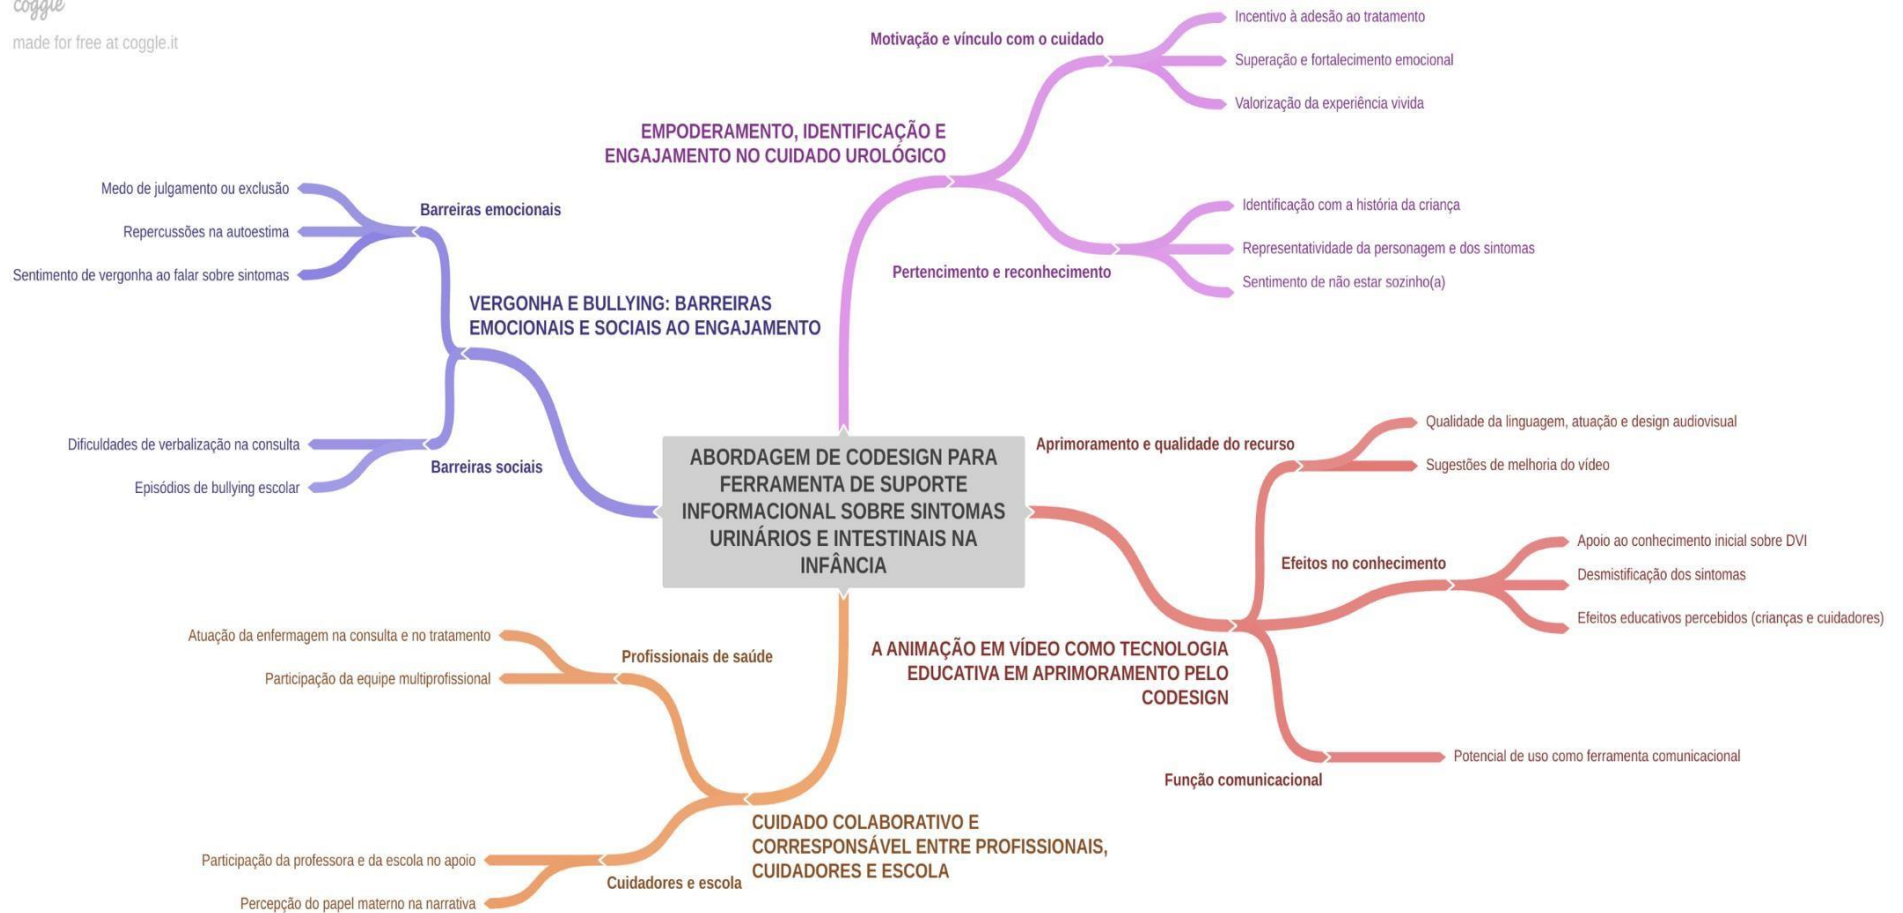 coggle
made for free at coggle.it
Motivação e vínculo com o cuidado
Incentivo à adesão ao tratamento
Superação e fortalecimento emocional
Valorização da experiência vivida
EMPODERAMENTO, IDENTIFICAÇÃO E
ENGAJAMENTO NO CUIDADO UROLÓGICO
Pertencimento e reconhecimento
Identificação com a história da criança
Representatividade da personagem e dos sintomas
Sentimento de não estar sozinho(a)
Medo de julgamento ou exclusão
Repercussões na autoestima
Sentimento de vergonha ao falar sobre sintomas
Barreiras emocionais
VERGONHA E BULLYING: BARREIRAS
EMOCIONAIS E SOCIAIS AO ENGAJAMENTO
Dificuldades de verbalização na consulta
Episódios de bullying escolar
Barreiras sociais
ABORDAGEM DE CODESIGN PARA
FERRAMENTA DE SUPORTE
INFORMACIONAL SOBRE SINTOMAS
URINÁRIOS E INTESTINAIS NA
INFÂNCIA
Aprimoramento e qualidade do recurso
Qualidade da linguagem, atuação e design audiovisual
Sugestões de melhoria do vídeo
Efeitos no conhecimento
Apoio ao conhecimento inicial sobre DVI
Desmistificação dos sintomas
Efeitos educativos percebidos (crianças e cuidadores)
A ANIMAÇÃO EM VÍDEO COMO TECNOLOGIA
EDUCATIVA EM APRIMORAMENTO PELO
CODESIGN
Função comunicacional
Potencial de uso como ferramenta comunicacional
Atuação da enfermagem na consulta e no tratamento
Participação da equipe multiprofissional
Profissionais de saúde
CUIDADO COLABORATIVO E
CORRESPONSÁVEL ENTRE PROFISSIONAIS,
CUIDADORES E ESCOLA
Participação da professora e da escola no apoio
Percepção do papel materno na narrativa
Cuidadores e escola